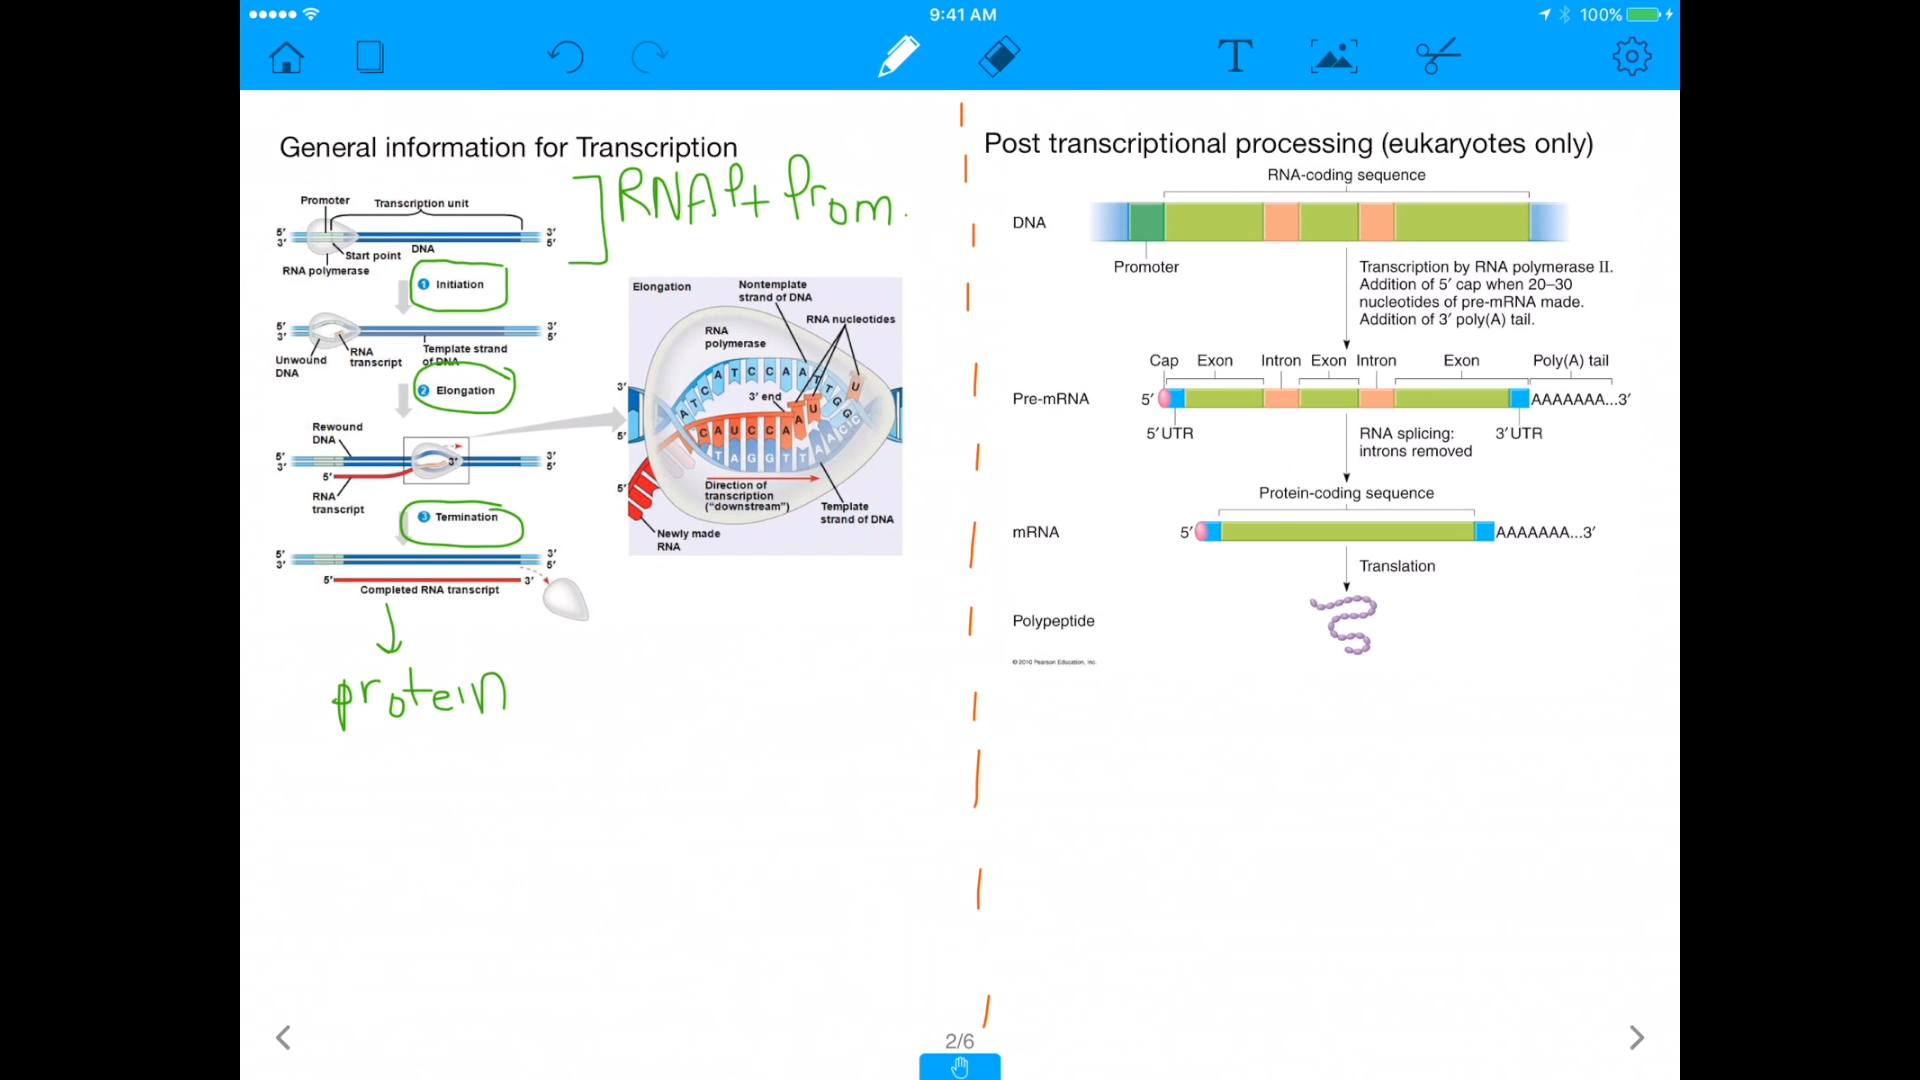 9:41 AM
100%
General information for Transcription
RNAP + Prom.
Promoter
Transcription unit
5′ 3′
3′ 5′
DNA
Start point
RNA polymerase
1 Initiation
5′ 3′
3′ 5′
Unwound
DNA
RNA
transcript
Template strand
of DNA
2 Elongation
Rewound
DNA
5′ 3′
3′ 5′
3′
5′
RNA
transcript
3 Termination
5′ 3′
3′ 5′
5′ 3′
Completed RNA transcript
protein
Elongation
Nontemplate
strand of DNA
RNA nucleotides
RNA
polymerase
3′
A T C C A A T T G G
A T C
3′ end
U
U
C A U C C A A
5′
T A G G T T A A C C
5′
Direction of
transcription
("downstream")
Template
strand of DNA
Newly made
RNA
Post transcriptional processing (eukaryotes only)
RNA-coding sequence
DNA
Promoter
Transcription by RNA polymerase II.
Addition of 5′ cap when 20–30
nucleotides of pre-mRNA made.
Addition of 3′ poly(A) tail.
Cap Exon Intron Exon Intron Exon Poly(A) tail
Pre-mRNA 5′ AAAAAAA...3′
5′ UTR 3′ UTR
RNA splicing:
introns removed
Protein-coding sequence
mRNA 5′ AAAAAAA...3′
Translation
Polypeptide
© 2010 Pearson Education, Inc.
2/6